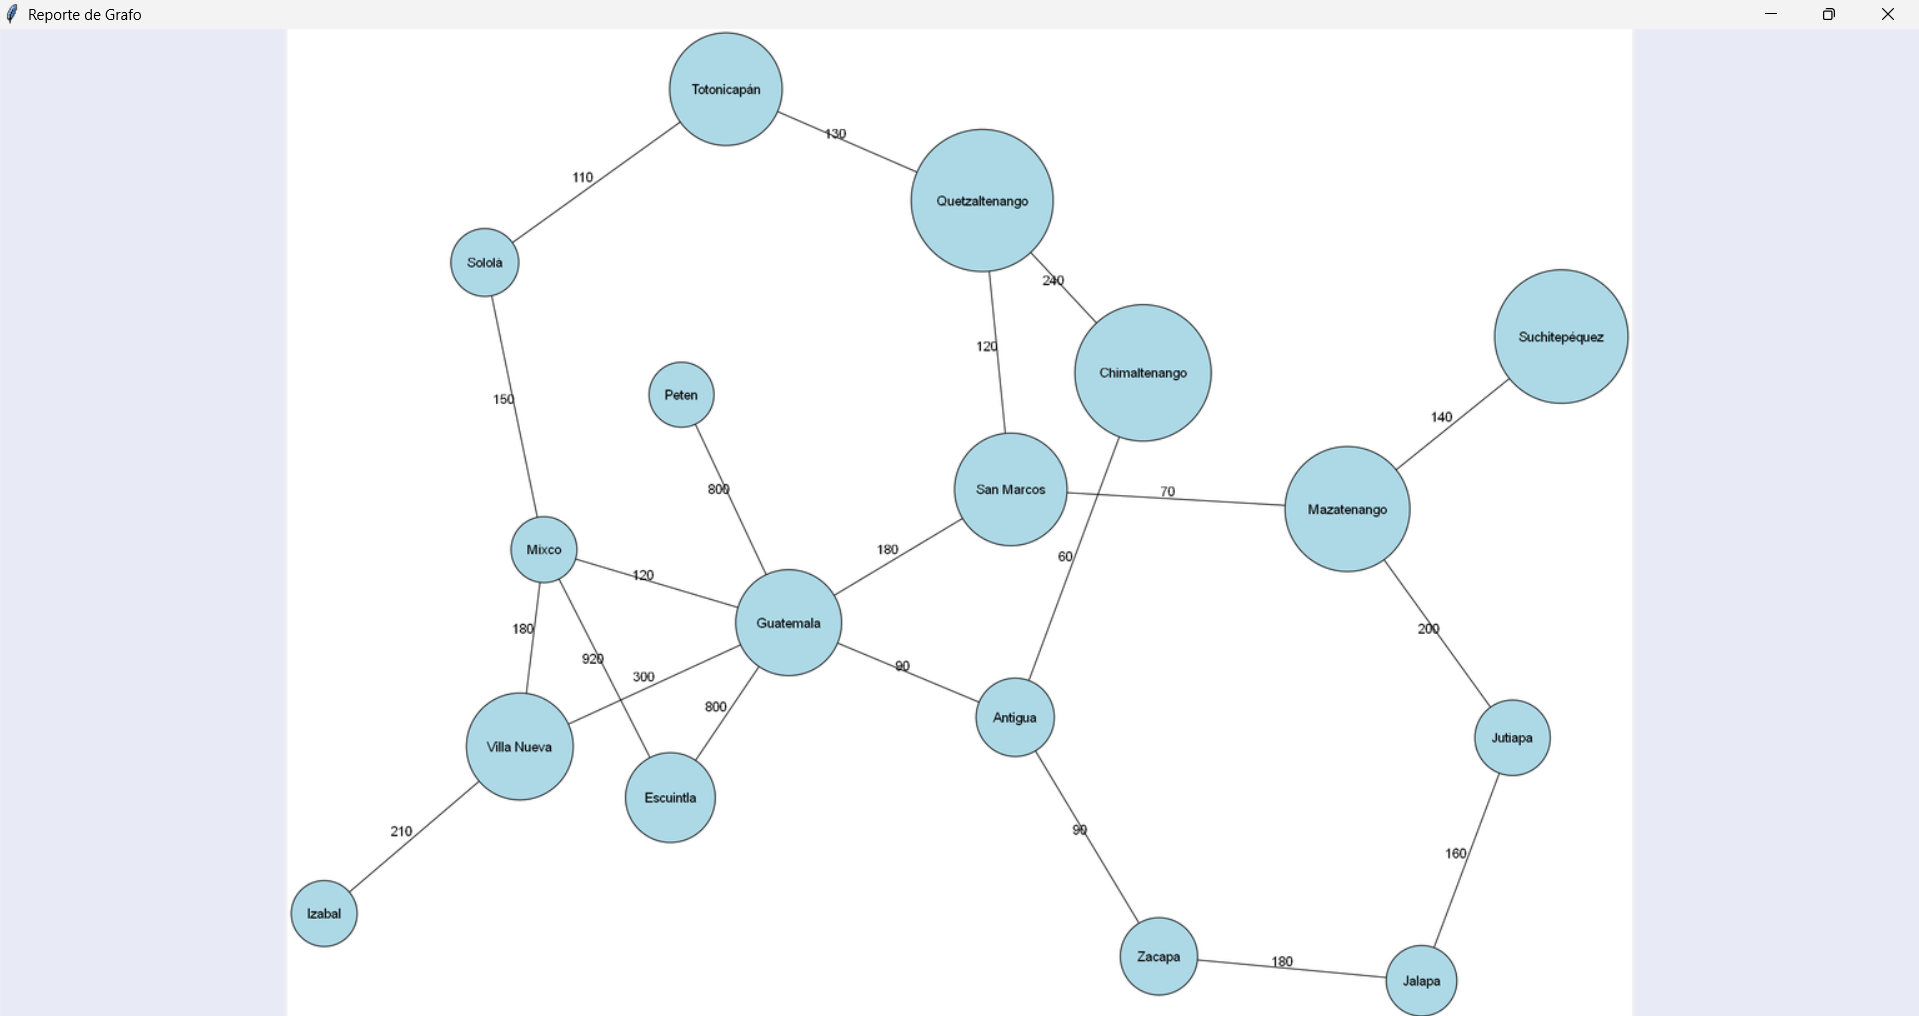 Reporte de Grafo
Totonicapán
130
110
Quetzaltenango
Sololá
240
120
Suchitepéquez
Chimaltenango
150
Peten
140
800
San Marcos
70
Mazatenango
180
Mixco
120
60
Guatemala
180
200
920
300
90
800
Antigua
Jutiapa
Villa Nueva
Escuintla
210
90
160
Izabal
Zacapa
180
Jalapa